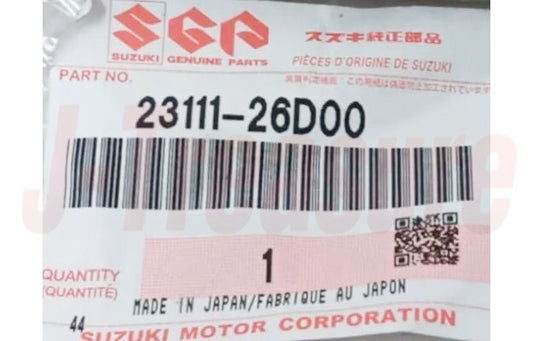 SGP
SUZUKI GENUINE PARTS
スズキ純正部品
PIÈCES D'ORIGINE DE SUZUKI
PART NO.
23111-26D00
J-Treasure
1
QUANTITY
(QUANTITÉ)
MADE IN JAPAN/FABRIQUE AU JAPON
44
SUZUKI MOTOR CORPORATION